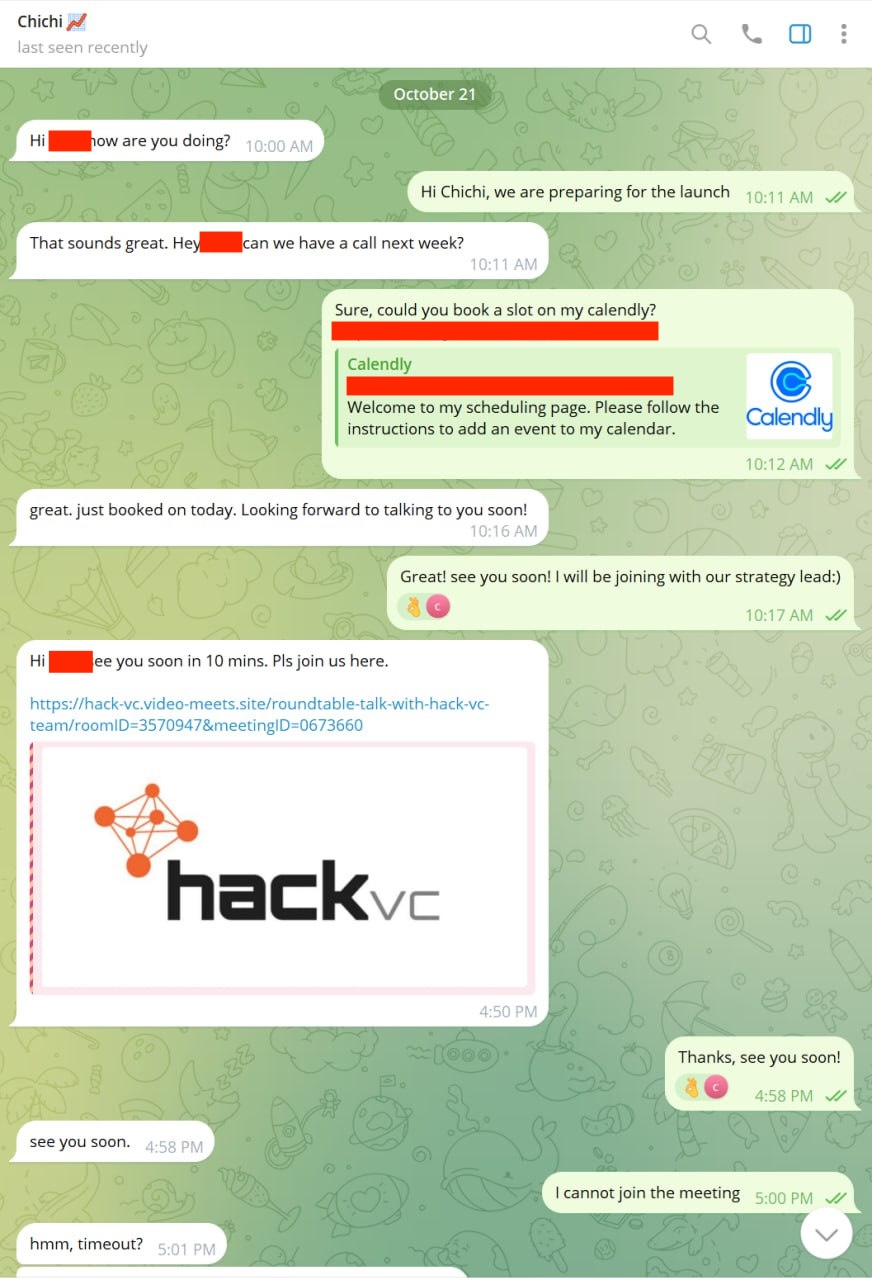 Chichi 📈
last seen recently
October 21
Hi how are you doing? 10:00 AM
Hi Chichi, we are preparing for the launch 10:11 AM
That sounds great. Hey can we have a call next week?
10:11 AM
Sure, could you book a slot on my calendly?
Calendly
Welcome to my scheduling page. Please follow the
instructions to add an event to my calendar.
Calendly
10:12 AM
great. just booked on today. Looking forward to talking to you soon!
10:16 AM
Great! see you soon! I will be joining with our strategy lead:)
C
10:17 AM
Hi ee you soon in 10 mins. Pls join us here.
https://hack-vc.video-meets.site/roundtable-talk-with-hack-vc-
team/roomID=3570947&meetingID=0673660
hack vc
4:50 PM
Thanks, see you soon!
C
4:58 PM
see you soon. 4:58 PM
I cannot join the meeting 5:00 PM
hmm, timeout? 5:01 PM